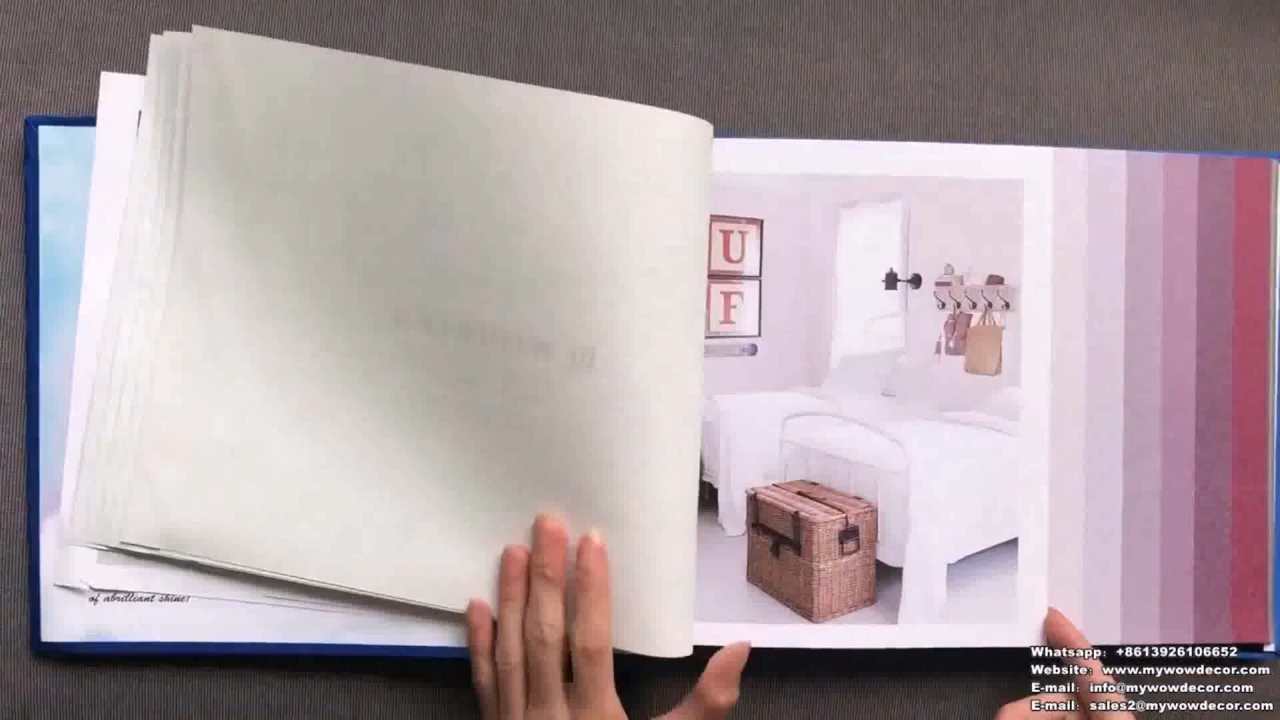 U
F
of abrilliant shine!
Whatsapp: +8613926106652
Website: www.mywowdecor.com
E-mail: info@mywowdecor.com
E-mail: sales2@mywowdecor.com